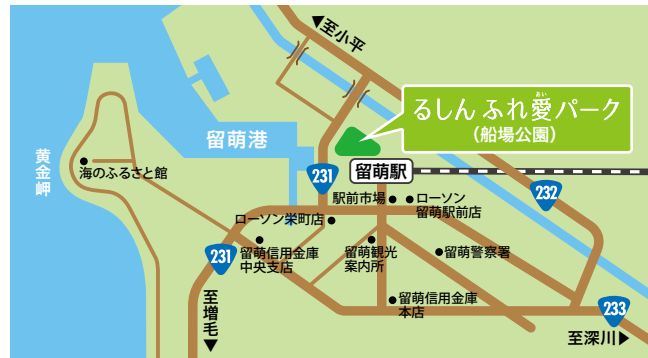 ▼至小平
あい
るしん ふれ愛パーク
(船場公園)
留萌港
黄金岬
海のふるさと館
留萌駅
231
232
駅前市場
ローソン
留萌駅前店
ローソン栄町店
231
留萌信用金庫
中央支店
留萌観光
案内所
留萌警察署
留萌信用金庫
本店
233
至増毛▼
至深川▶